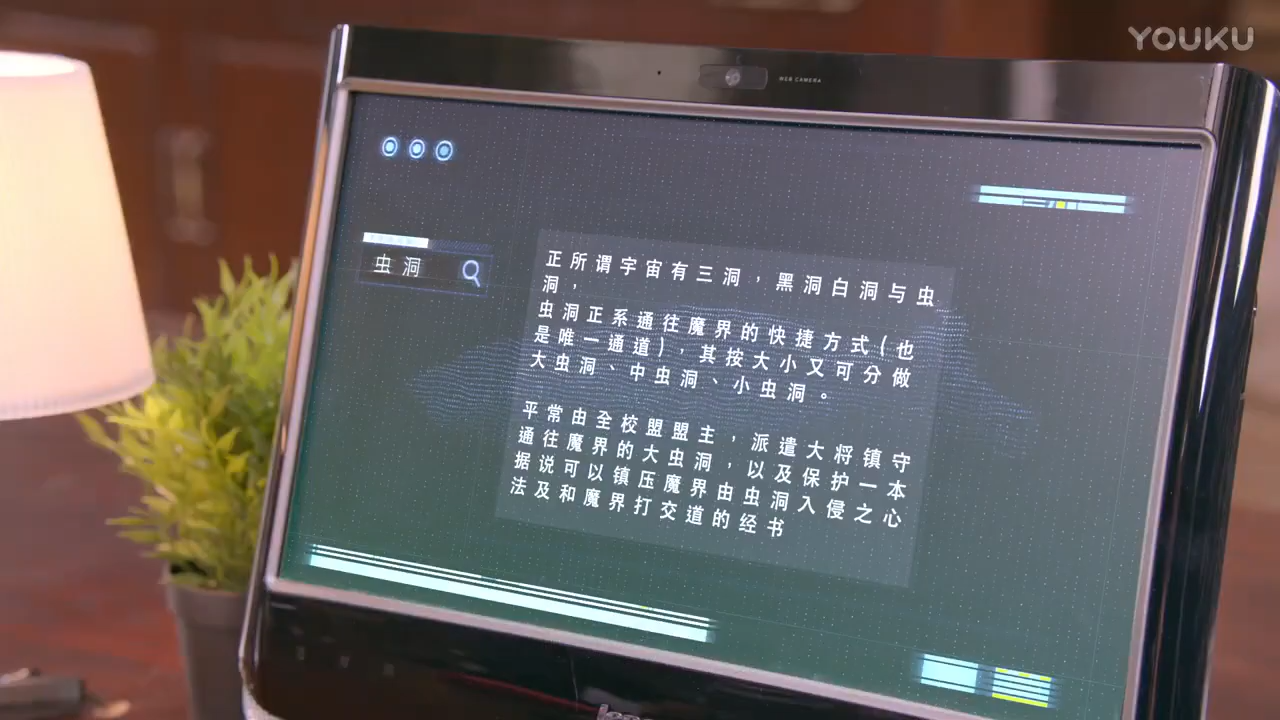 YOUKU
WEB CAMERA
虫洞
正所谓宇宙有三洞，黑洞白洞与虫
洞，
虫洞正系通往魔界的快捷方式(也
是唯一通道)，其按大小又可分做
大虫洞、中虫洞、小虫洞。
平常由全校盟盟主，派遣大将镇守
通往魔界的大虫洞，以及保护一本
据说可以镇压魔界由虫洞入侵之心
法及和魔界打交道的经书